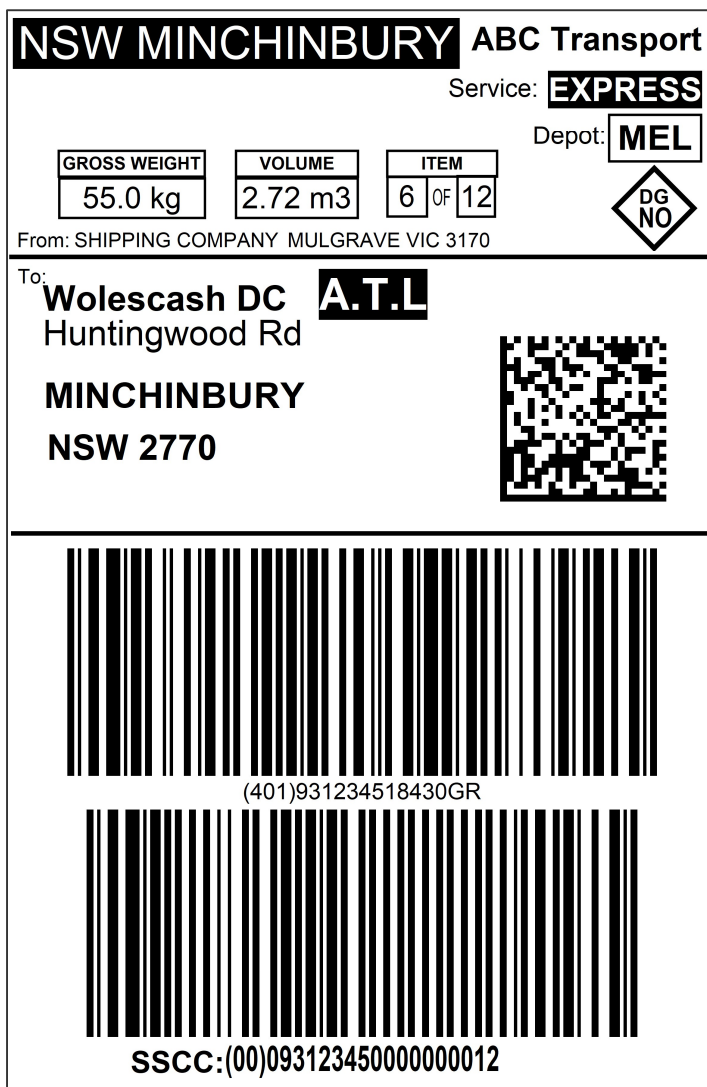 NSW MINCHINBURY ABC Transport
Service: EXPRESS
Depot: MEL
GROSS WEIGHT VOLUME ITEM
55.0 kg 2.72 m3 6 OF 12
DG
NO
From: SHIPPING COMPANY MULGRAVE VIC 3170
To:
Wolescash DC A.T.L
Huntingwood Rd
MINCHINBURY
NSW 2770
(401)931234518430GR
SSCC:(00)093123450000000012